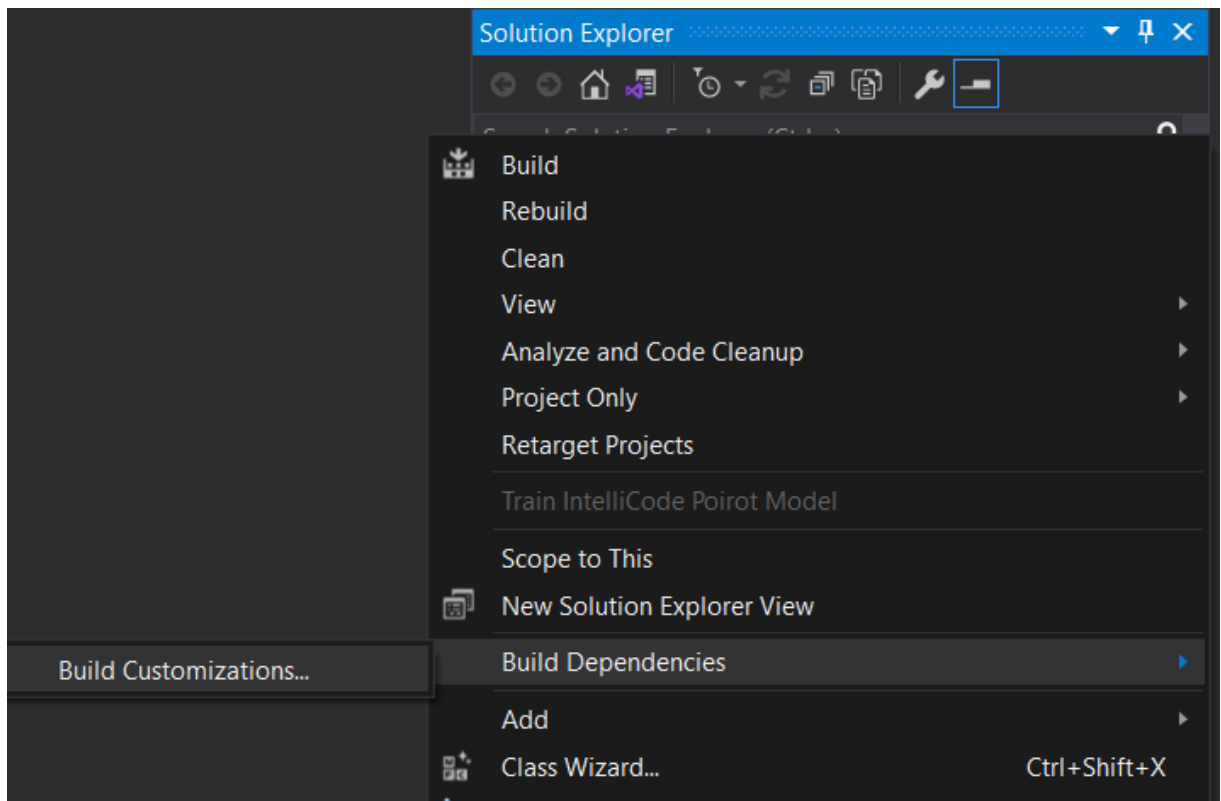 Solution Explorer
Build
Rebuild
Clean
View
Analyze and Code Cleanup
Project Only
Retarget Projects
Train IntelliCode Poirot Model
Scope to This
New Solution Explorer View
Build Dependencies
Build Customizations...
Add
Class Wizard... Ctrl+Shift+X